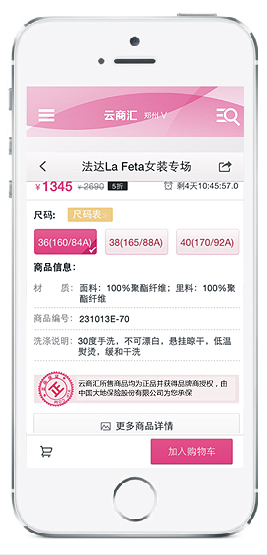 云商汇 郑州 V
法达La Feta女装专场
¥1345 ¥2690 5折 剩4天10:45:57.0
尺码: 尺码表
36(160/84A) 38(165/88A) 40(170/92A)
商品信息:
材 质: 面料:100%聚酯纤维;里料:100%聚
酯纤维
商品编号: 231013E-70
洗涤说明: 30度手洗,不可漂白,悬挂晾干,低温
熨烫,缓和干洗
正
云商汇所售商品均为正品并获得品牌商授权,由
中国大地保险股份有限公司为您承保
更多商品详情
加入购物车